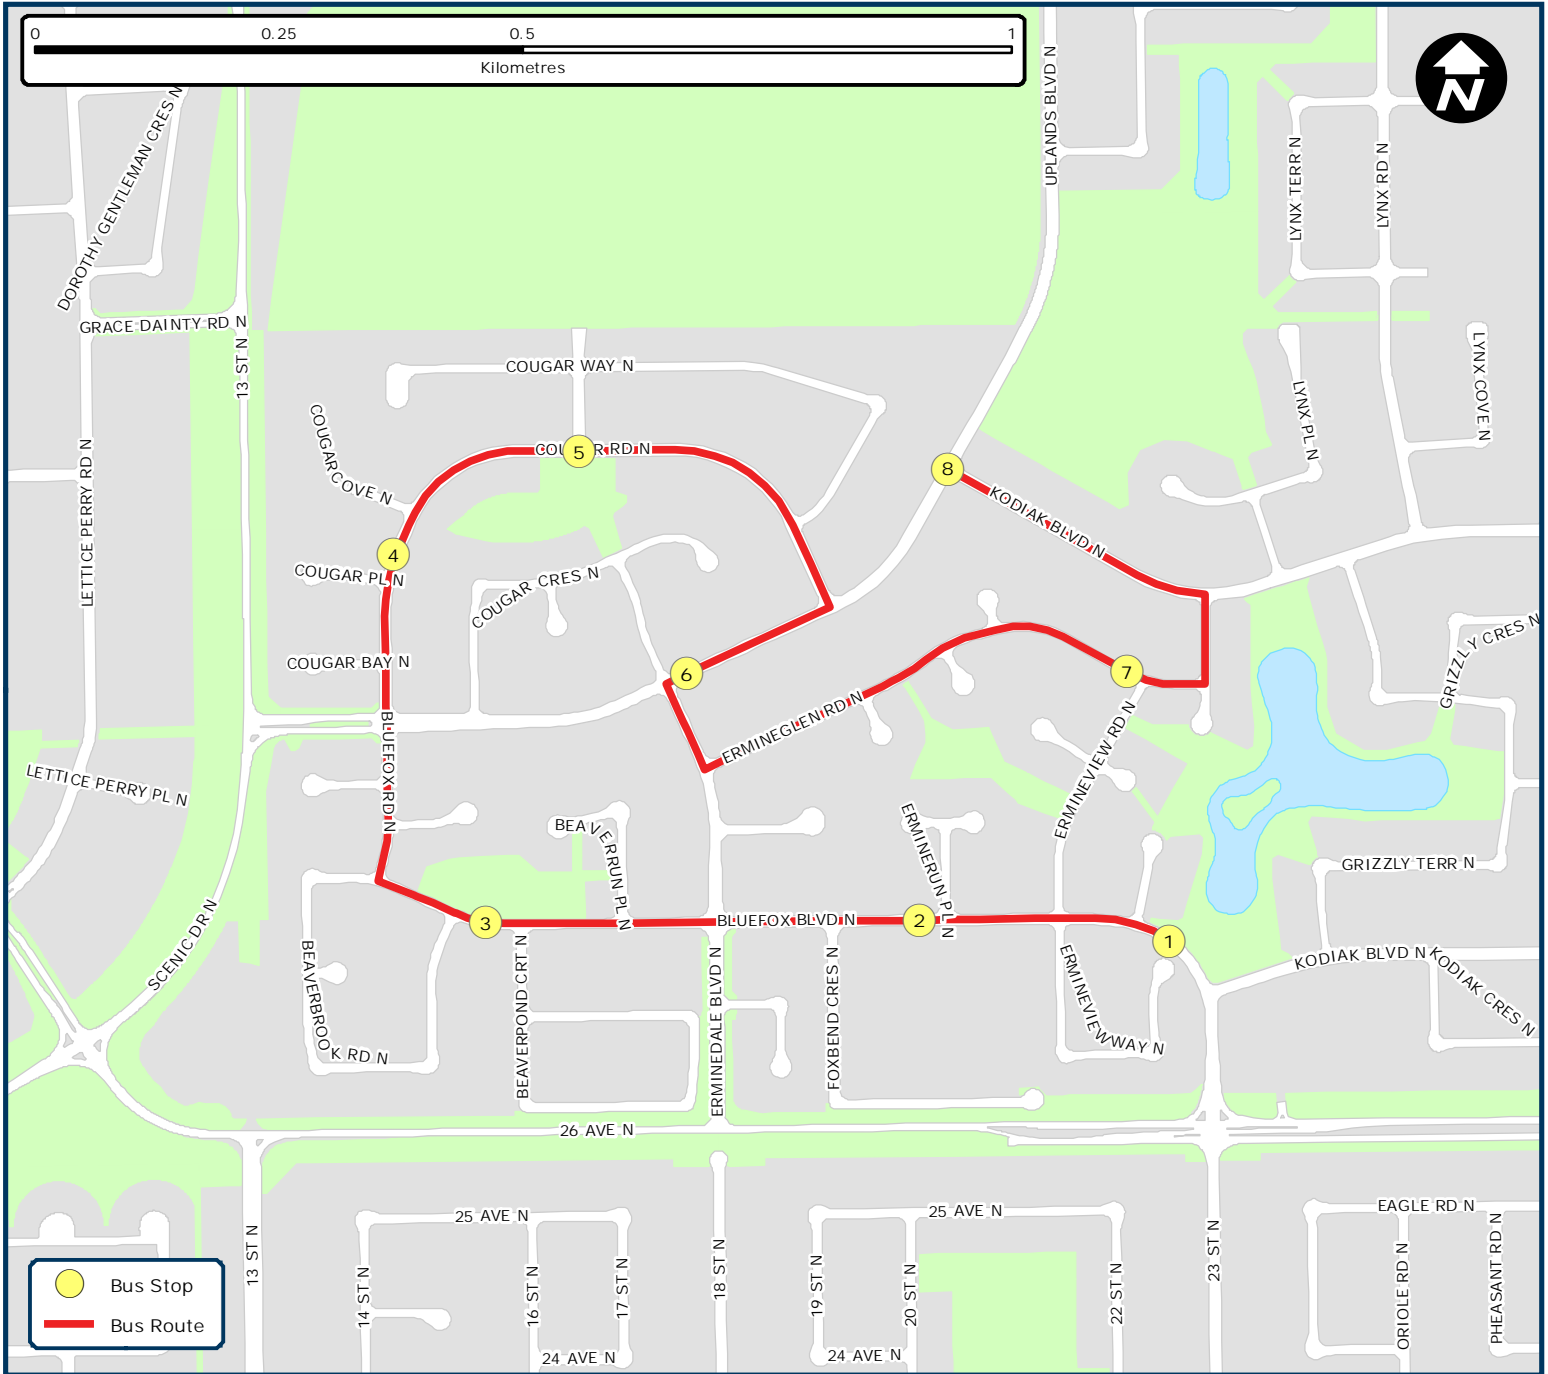 0 0.25 0.5 1
Kilometres
N
UPLANDS BLVD N
DOROTHY GENTLEMAN CRES N
LYNX TERR N
LYNX RD N
GRACE DAINTY RD N
13 ST N
COUGAR WAY N
LYNX PL N
LYNX COVE N
COUGAR COVE N
COU
5
R RD N
8
KODIAK BLVD N
LETTICE PERRY RD N
4
COUGAR PL N
COUGAR CRES N
COUGAR BAY N
6
7
GRIZZLY CRES N
ERMINEGLEN RD N
ERMINEVIEW RD N
BLUEFOX RD N
LETTICE PERRY PL N
BEAVERRUN PL N
ERMINERUN PL N
GRIZZLY TERR N
3
BLUEFOX BLVD N
2
1
SCENIC DR N
BEAVERBROOK RD N
BEAVERPOND CRT N
ERMINEDALE BLVD N
FOXBEND CRES N
ERMINEVIEW WAY N
KODIAK BLVD N
KODIAK CRES N
26 AVE N
25 AVE N
25 AVE N
EAGLE RD N
13 ST N
14 ST N
16 ST N
17 ST N
18 ST N
19 ST N
20 ST N
22 ST N
23 ST N
ORIOLE RD N
PHEASANT RD N
24 AVE N
24 AVE N
Bus Stop
Bus Route